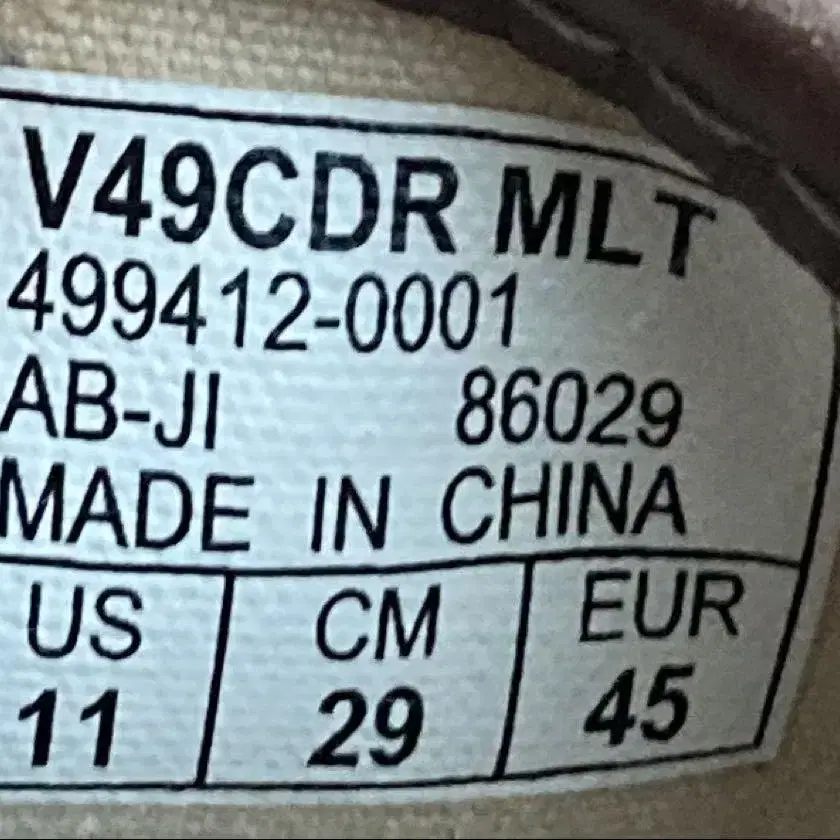 V49CDR MLT
499412-0001
AB-JI 86029
MADE IN CHINA
US CM EUR
11 29 45